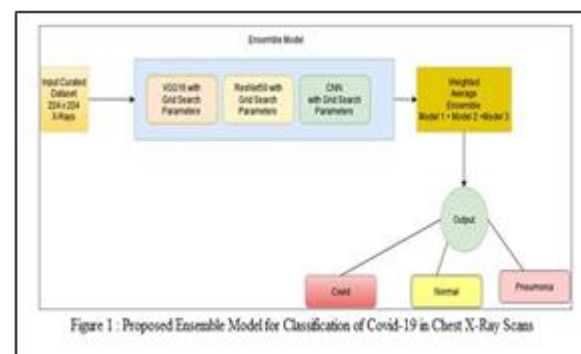 Ensemble Model
Input Curated
Dataset
224 x 224
X-Rays
VGG19 with
Grid Search
Parameters
ResNet50 with
Grid Search
Parameters
CNN
with Grid Search
Parameters
Weighted
Average
Ensemble
Model 1 + Model 2 +Model 3
Output
Covid
Normal
Pneumonia
Figure 1 : Proposed Ensemble Model for Classification of Covid-19 in Chest X-Ray Scans